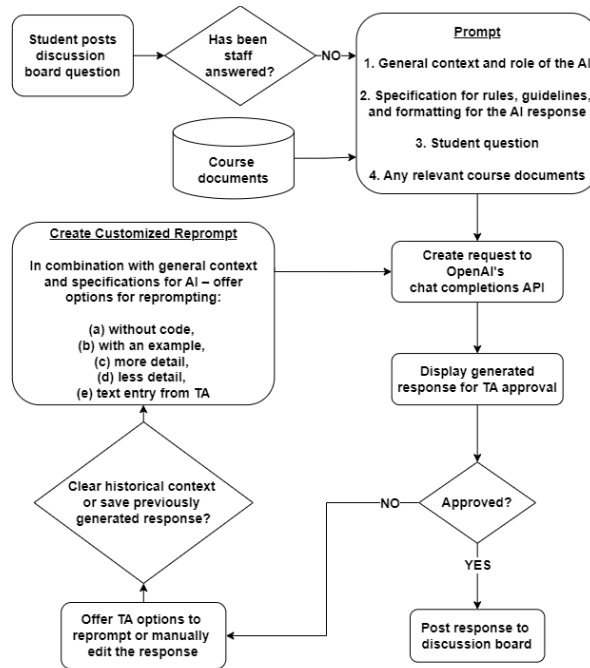 Student posts
discussion
board question
Has been
staff
answered?
NO
Prompt
1. General context and role of the AI
2. Specification for rules, guidelines,
and formatting for the AI response
3. Student question
4. Any relevant course documents
Course
documents
Create Customized Reprompt
In combination with general context
and specifications for AI – offer
options for reprompting:
(a) without code,
(b) with an example,
(c) more detail,
(d) less detail,
(e) text entry from TA
Create request to
OpenAI's
chat completions API
Display generated
response for TA approval
Clear historical context
or save previously
generated response?
NO
Approved?
YES
Offer TA options to
reprompt or manually
edit the response
Post response to
discussion board